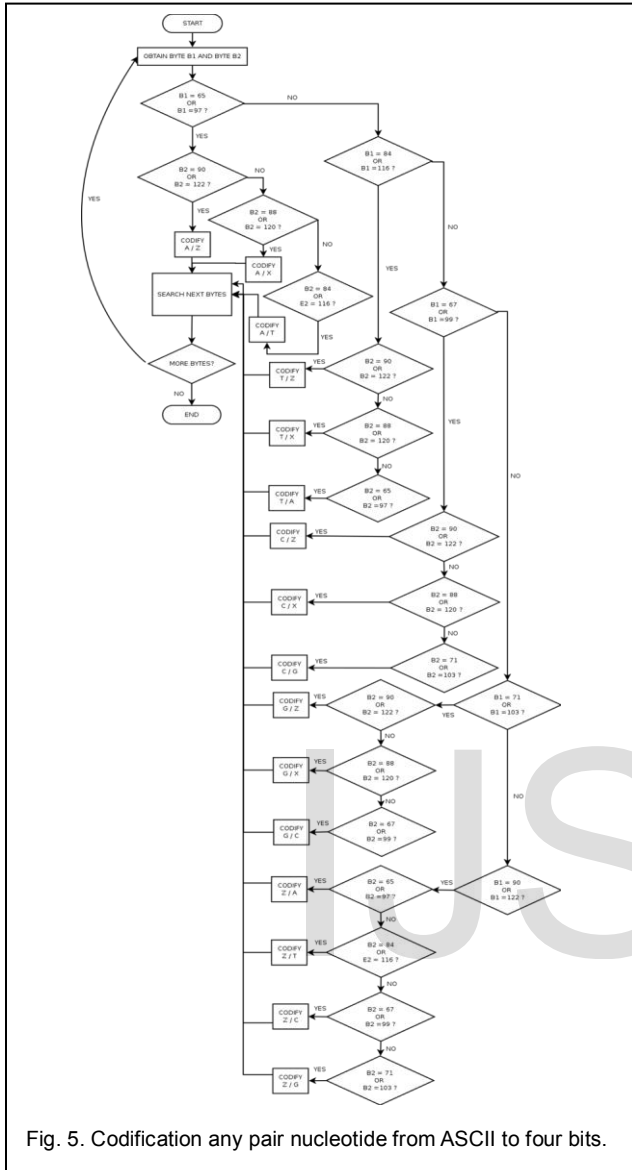 START
OBTAIN BYTE B1 AND BYTE B2
B1 = 65
OR
B1 =97 ?
NO
YES
B1 = 84
OR
B1 =116 ?
B2 = 90
OR
B2 = 122 ?
NO
YES
B2 = 88
OR
B2 = 120 ?
NO
YES
YES
CODIFY
A / Z
NO
YES
CODIFY
A / X
SEARCH NEXT BYTES
B2 = 84
OR
E2 = 116 ?
B1 = 67
OR
B1 =99 ?
CODIFY
A / T
YES
MORE BYTES?
NO
END
CODIFY
T / Z
YES
B2 = 90
OR
B2 = 122 ?
NO
CODIFY
T / X
YES
B2 = 88
OR
B2 = 120 ?
NO
YES
NO
CODIFY
T / A
YES
B2 = 65
OR
B2 =97 ?
CODIFY
C / Z
YES
B2 = 90
OR
B2 = 122 ?
NO
CODIFY
C / X
YES
B2 = 88
OR
B2 = 120 ?
NO
CODIFY
C / G
YES
B2 = 71
OR
B2 =103 ?
CODIFY
G / Z
YES
B2 = 90
OR
B2 = 122 ?
YES
B1 = 71
OR
B1 =103 ?
NO
CODIFY
G / X
YES
B2 = 88
OR
B2 = 120 ?
NO
NO
CODIFY
G / C
YES
B2 = 67
OR
B2 =99 ?
CODIFY
Z / A
YES
B2 = 65
OR
B2 =97 ?
YES
B1 = 90
OR
B1 =122 ?
NO
CODIFY
Z / T
YES
B2 = 84
OR
E2 = 116 ?
NO
CODIFY
Z / C
YES
B2 = 67
OR
B2 =99 ?
NO
CODIFY
Z / G
YES
B2 = 71
OR
B2 =103 ?
IJS
Fig. 5. Codification any pair nucleotide from ASCII to four bits.